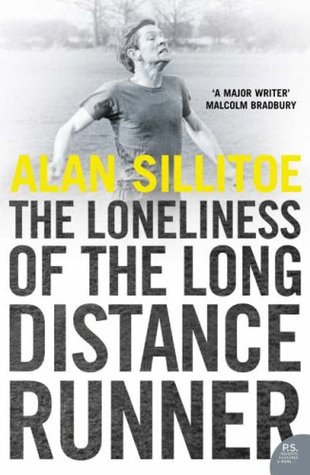 'A MAJOR WRITER'
MALCOLM BRADBURY
ALAN SILLITOE
THE LONELINESS
OF THE LONG
DISTANCE
RUNNER
P.S.